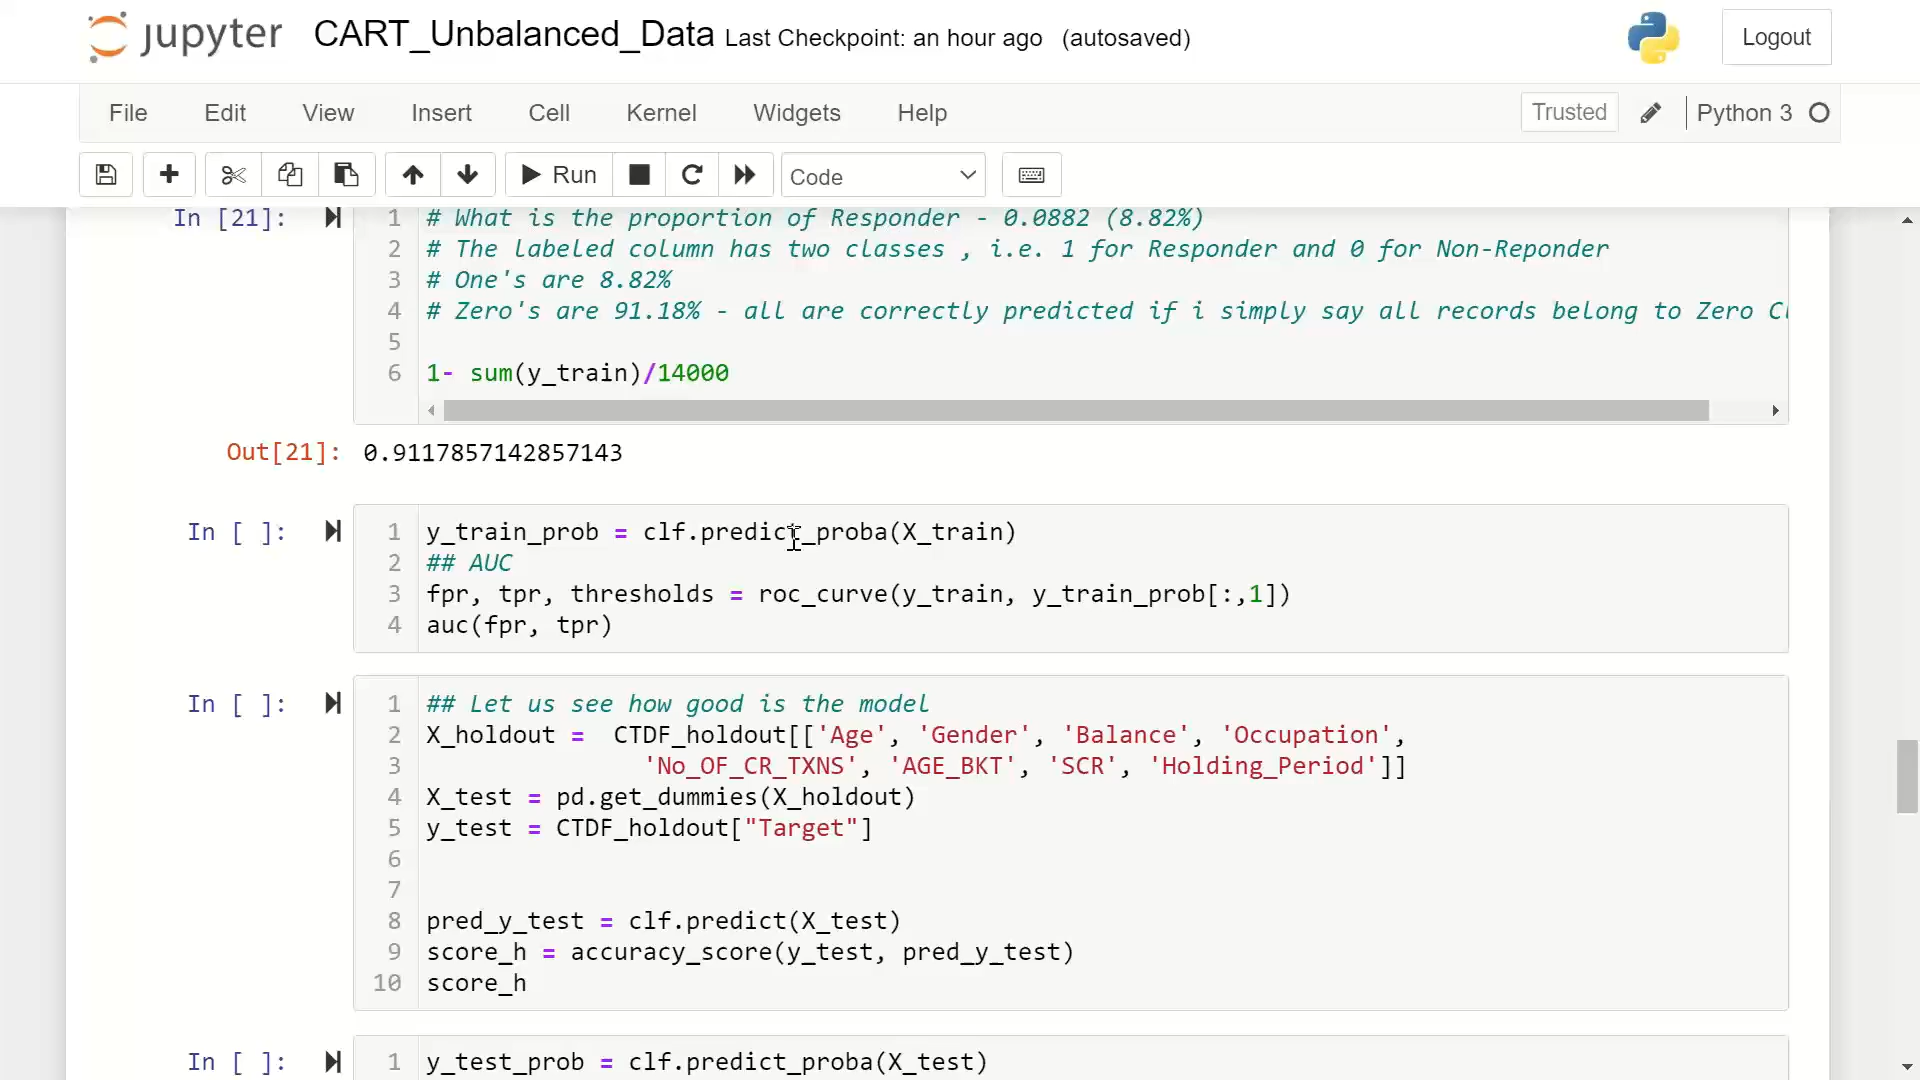 jupyter CART_Unbalanced_Data Last Checkpoint: an hour ago (autosaved) Logout
File Edit View Insert Cell Kernel Widgets Help Trusted Python 3
Run Code
In [21]:
1 # What is the proportion of Responder - 0.0882 (8.82%)
2 # The labeled column has two classes , i.e. 1 for Responder and 0 for Non-Reponder
3 # One's are 8.82%
4 # Zero's are 91.18% - all are correctly predicted if i simply say all records belong to Zero
5
6 1- sum(y_train)/14000
Out[21]: 0.9117857142857143
In [ ]:
1 y_train_prob = clf.predict_proba(X_train)
2 ## AUC
3 fpr, tpr, thresholds = roc_curve(y_train, y_train_prob[:,1])
4 auc(fpr, tpr)
In [ ]:
1 ## Let us see how good is the model
2 X_holdout =  CTDF_holdout[['Age', 'Gender', 'Balance', 'Occupation',
3 'No_OF_CR_TXNS', 'AGE_BKT', 'SCR', 'Holding_Period']]
4 X_test = pd.get_dummies(X_holdout)
5 y_test = CTDF_holdout["Target"]
6
7
8 pred_y_test = clf.predict(X_test)
9 score_h = accuracy_score(y_test, pred_y_test)
10 score_h
In [ ]:
1 y_test_prob = clf.predict_proba(X_test)